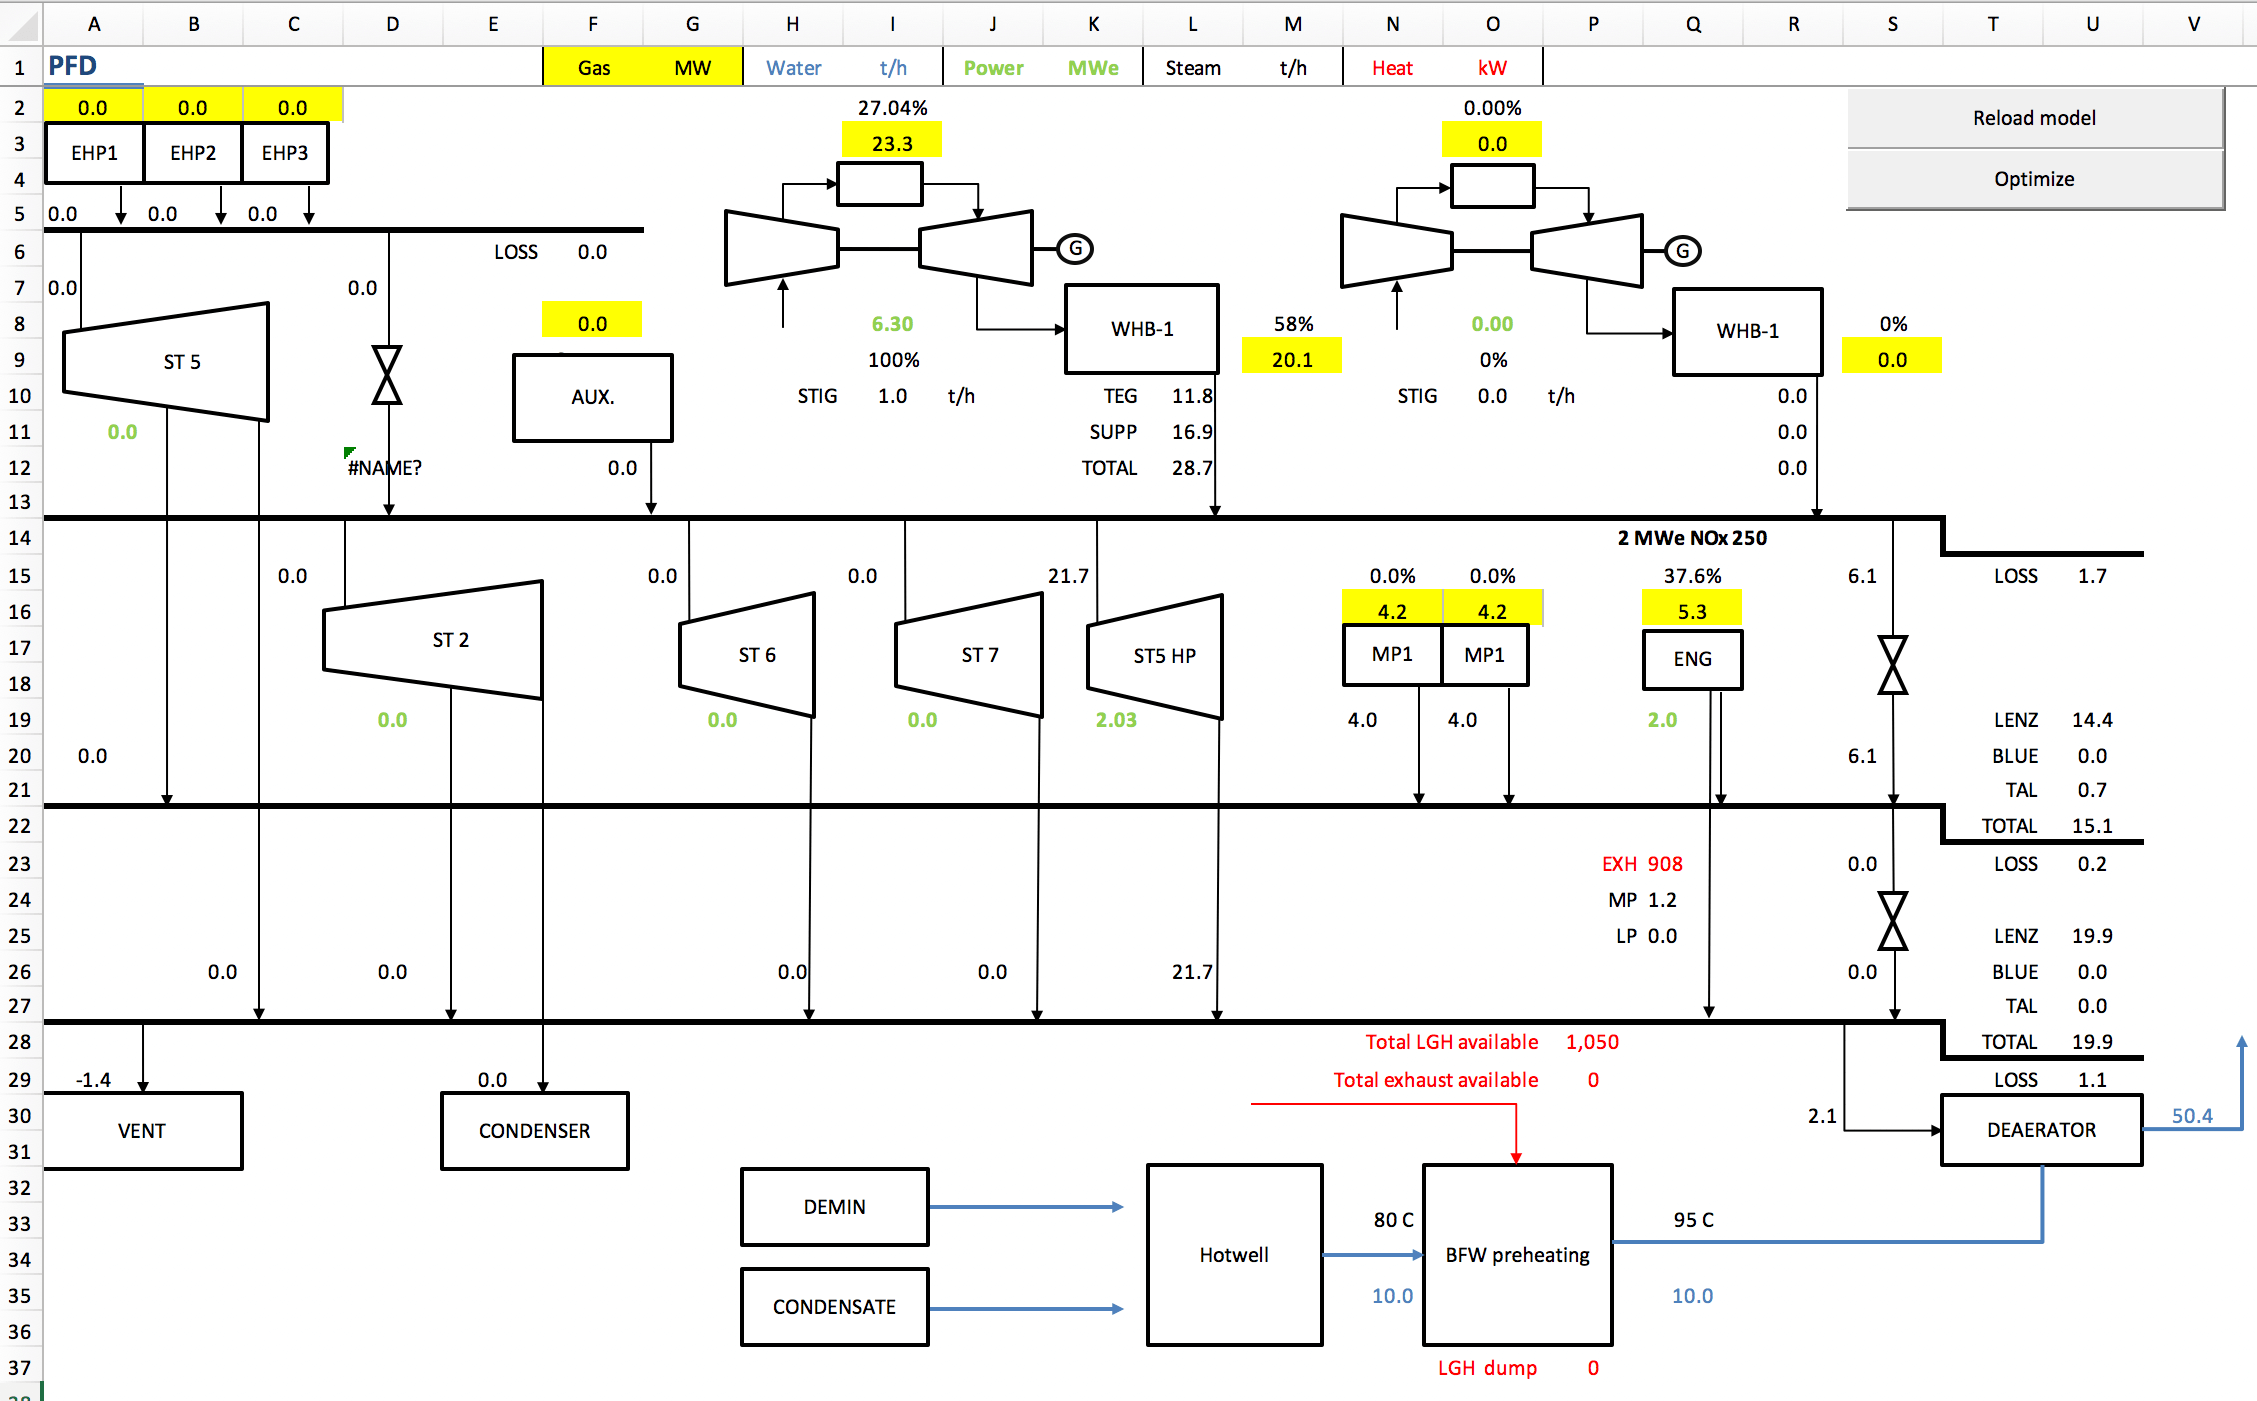 A B C D E F G H I J K L M N O P Q R S T U V
1 PFD Gas MW Water t/h Power MWe Steam t/h Heat kW
2 0.0 0.0 0.0 27.04% 0.00% Reload model
3 EHP1 EHP2 EHP3 23.3 0.0
4 Optimize
5 0.0 0.0 0.0
6 LOSS 0.0 G G
7 0.0 0.0
8 0.0 6.30 WHB-1 58% 0.00 WHB-1 0%
9 ST 5 100% 20.1 0% 0.0
10 AUX. STIG 1.0 t/h TEG 11.8 STIG 0.0 t/h 0.0
11 0.0 SUPP 16.9 0.0
12 #NAME? 0.0 TOTAL 28.7 0.0
13
14 2 MWe NOx 250
15 0.0 0.0 0.0 21.7 0.0% 0.0% 37.6% 6.1 LOSS 1.7
16 4.2 4.2 5.3
17 ST 2 ST 6 ST 7 ST5 HP MP1 MP1 ENG
18
19 0.0 0.0 0.0 2.03 4.0 4.0 2.0 LENZ 14.4
20 0.0 6.1 BLUE 0.0
21 TAL 0.7
22 TOTAL 15.1
23 EXH 908 0.0 LOSS 0.2
24 MP 1.2
25 LP 0.0 LENZ 19.9
26 0.0 0.0 0.0 0.0 21.7 0.0 BLUE 0.0
27 TAL 0.0
28 Total LGH available 1,050 TOTAL 19.9
29 -1.4 0.0 Total exhaust available 0 LOSS 1.1
30 VENT CONDENSER 2.1 DEAERATOR 50.4
31
32 DEMIN
33 80 C 95 C
34 Hotwell BFW preheating
35 CONDENSATE 10.0 10.0
36
37 LGH dump 0